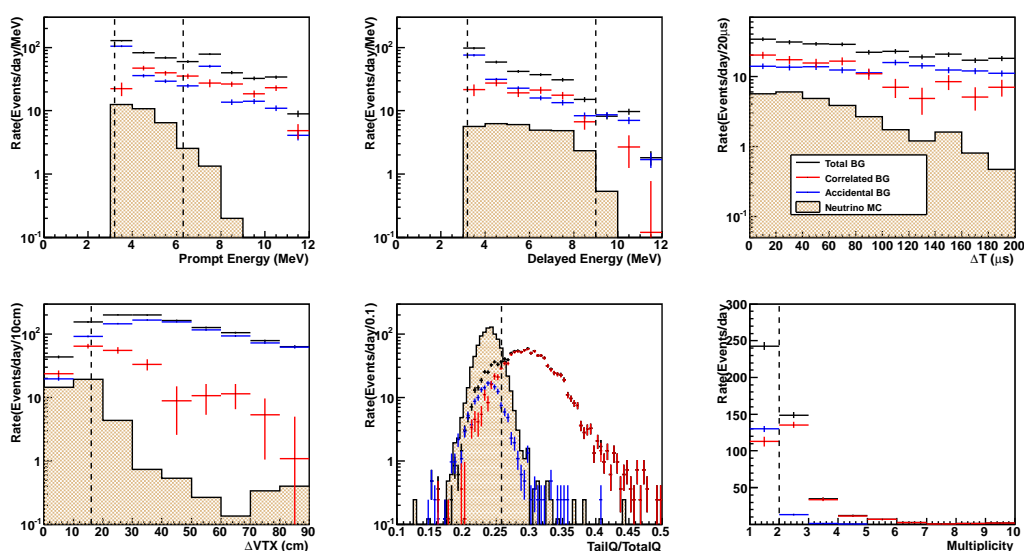 Rate(Events/day/MeV)
10²
10
1
10⁻¹
0 2 4 6 8 10 12
Prompt Energy (MeV)
Rate(Events/day/MeV)
10²
10
1
10⁻¹
0 2 4 6 8 10 12
Delayed Energy (MeV)
Rate(Events/day/20μs)
10²
10
1
10⁻¹
Total BG
Correlated BG
Accidental BG
Neutrino MC
0 20 40 60 80 100 120 140 160 180 200
ΔT (μs)
Rate(Events/day/10cm)
10²
10
1
10⁻¹
0 10 20 30 40 50 60 70 80 90
ΔVTX (cm)
Rate(Events/day/0.1)
10²
10
1
10⁻¹
0.1 0.15 0.2 0.25 0.3 0.35 0.4 0.45 0.5
TailQ/TotalQ
Rate(Events/day
300
250
200
150
100
50
1 2 3 4 5 6 7 8 9 10
Multiplicity